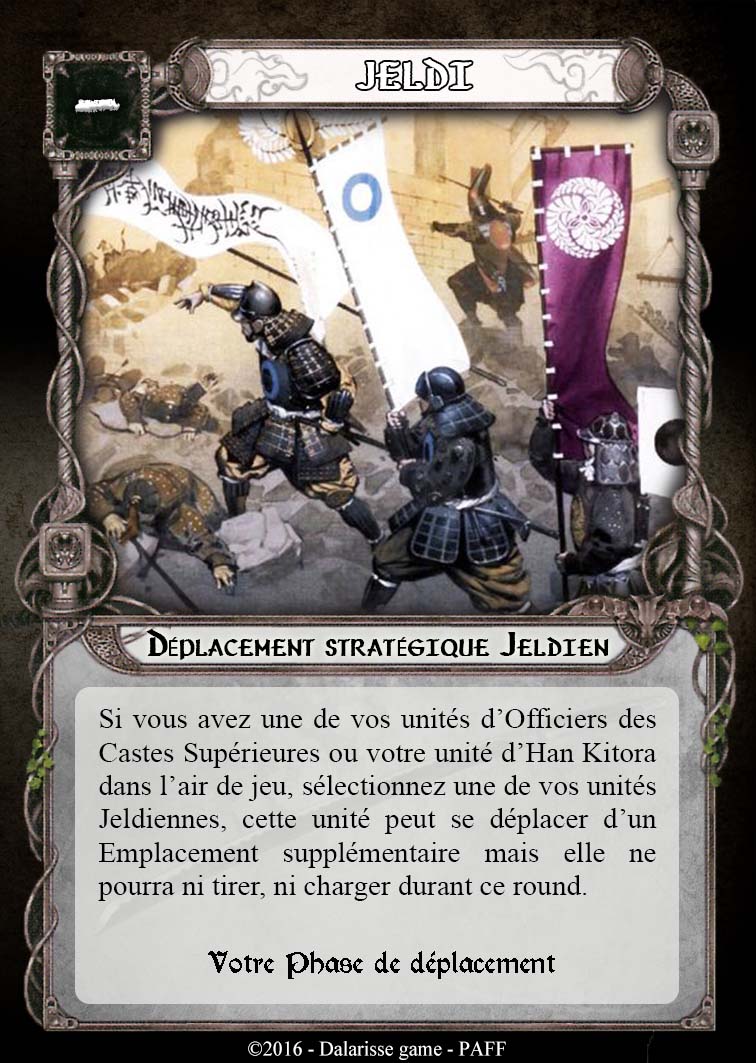 JELDI
Déplacement stratégique Jeldien
Si vous avez une de vos unités d’Officiers des
Castes Supérieures ou votre unité d’Han Kitora
dans l’air de jeu, sélectionnez une de vos unités
Jeldiennes, cette unité peut se déplacer d’un
Emplacement supplémentaire mais elle ne
pourra ni tirer, ni charger durant ce round.
Votre Phase de déplacement
©2016 - Dalarisse game - PAFF